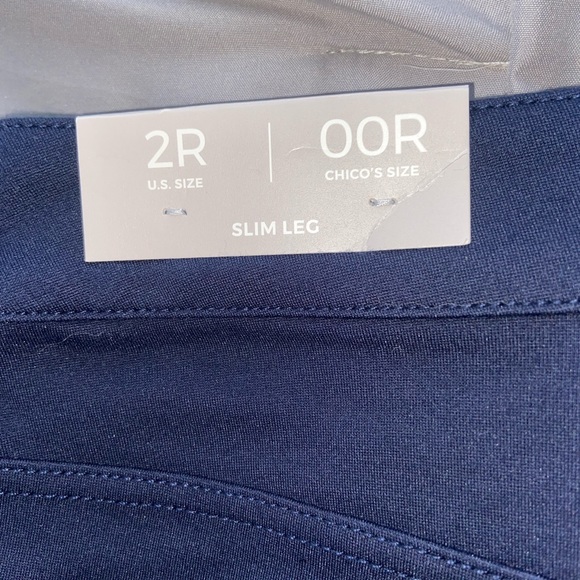 2R 00R
U.S. SIZE CHICO'S SIZE
SLIM LEG